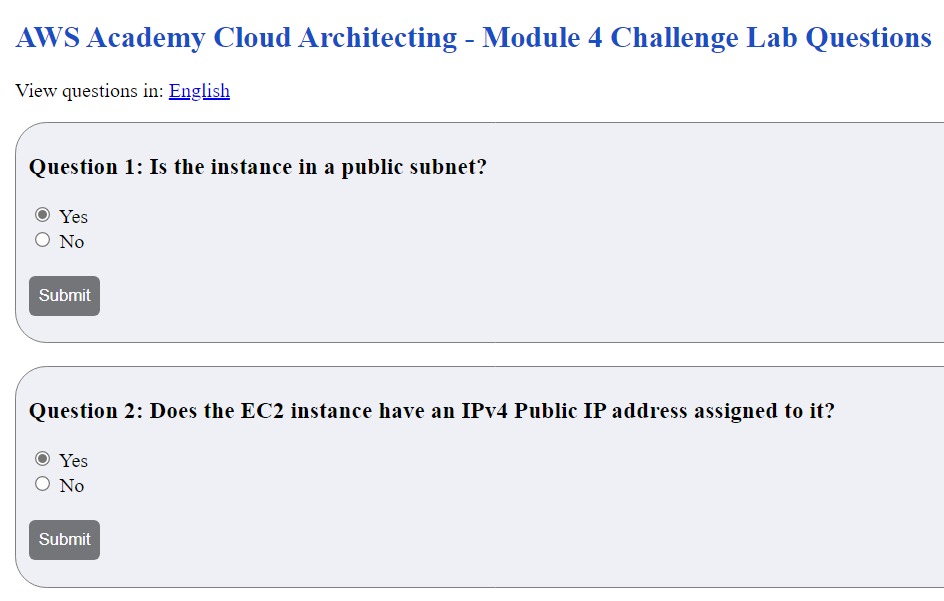 AWS Academy Cloud Architecting - Module 4 Challenge Lab Questions
View questions in: English
Question 1: Is the instance in a public subnet?
Yes
No
Submit
Question 2: Does the EC2 instance have an IPv4 Public IP address assigned to it?
Yes
No
Submit